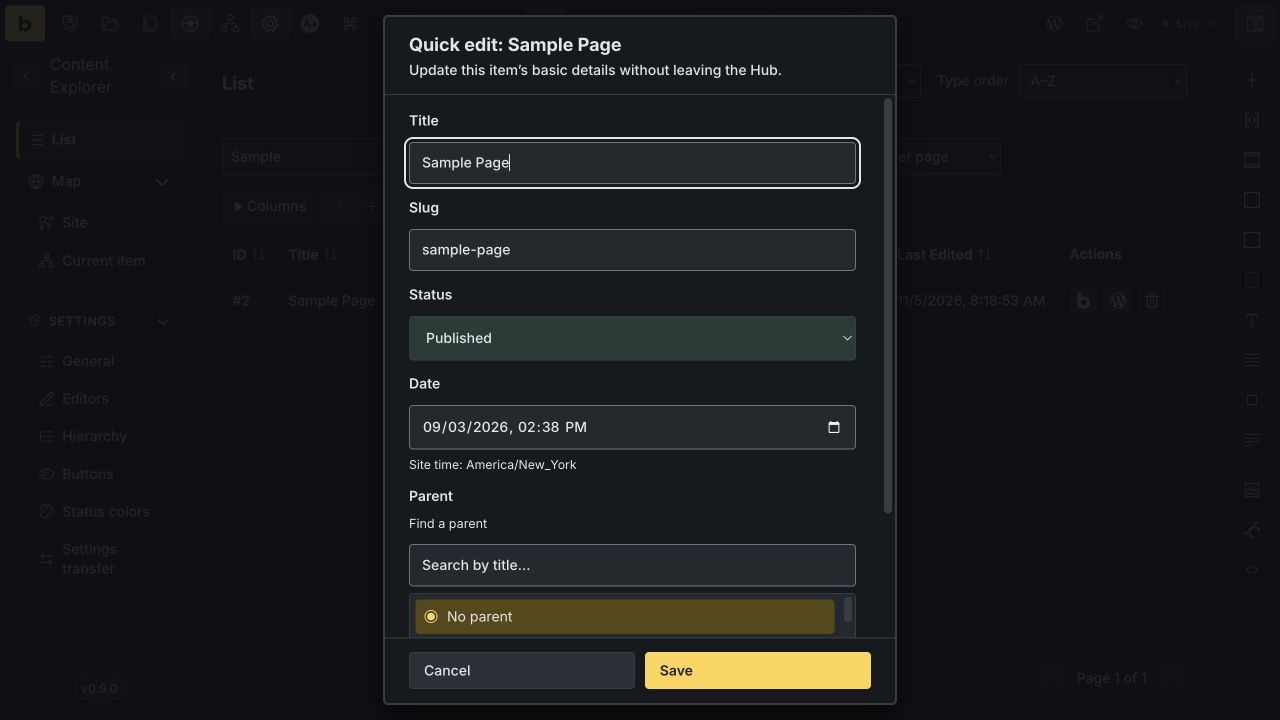 b
Live
Content
Explorer
List
Type order
A-Z
List
Sample
er page
Map
Columns
Site
Current item
ID
Title
Last Edited
Actions
#2
Sample Page
11/5/2026, 8:18:53 AM
b
SETTINGS
General
Editors
Hierarchy
Buttons
Status colors
Settings
transfer
v0.9.0
Page 1 of 1
Quick edit: Sample Page
Update this item’s basic details without leaving the Hub.
Title
Sample Page
Slug
sample-page
Status
Published
Date
09/03/2026, 02:38 PM
Site time: America/New_York
Parent
Find a parent
Search by title…
No parent
Cancel
Save